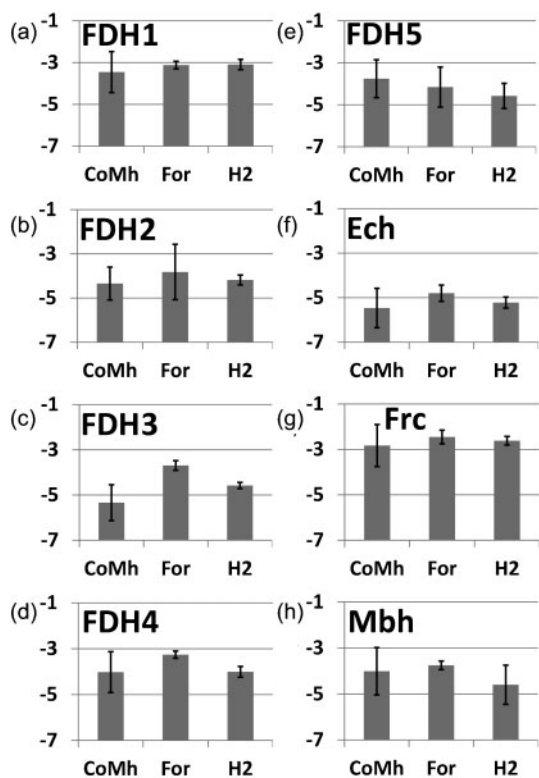 (a)
FDH1
-1
-3
-5
-7
CoMh For H2
(b)
FDH2
-1
-3
-5
-7
CoMh For H2
(c)
FDH3
-1
-3
-5
-7
CoMh For H2
(d)
FDH4
-1
-3
-5
-7
CoMh For H2
(e)
FDH5
-1
-3
-5
-7
CoMh For H2
(f)
Ech
-1
-3
-5
-7
CoMh For H2
(g)
Frc
-1
-3
-5
-7
CoMh For H2
(h)
Mbh
-1
-3
-5
-7
CoMh For H2